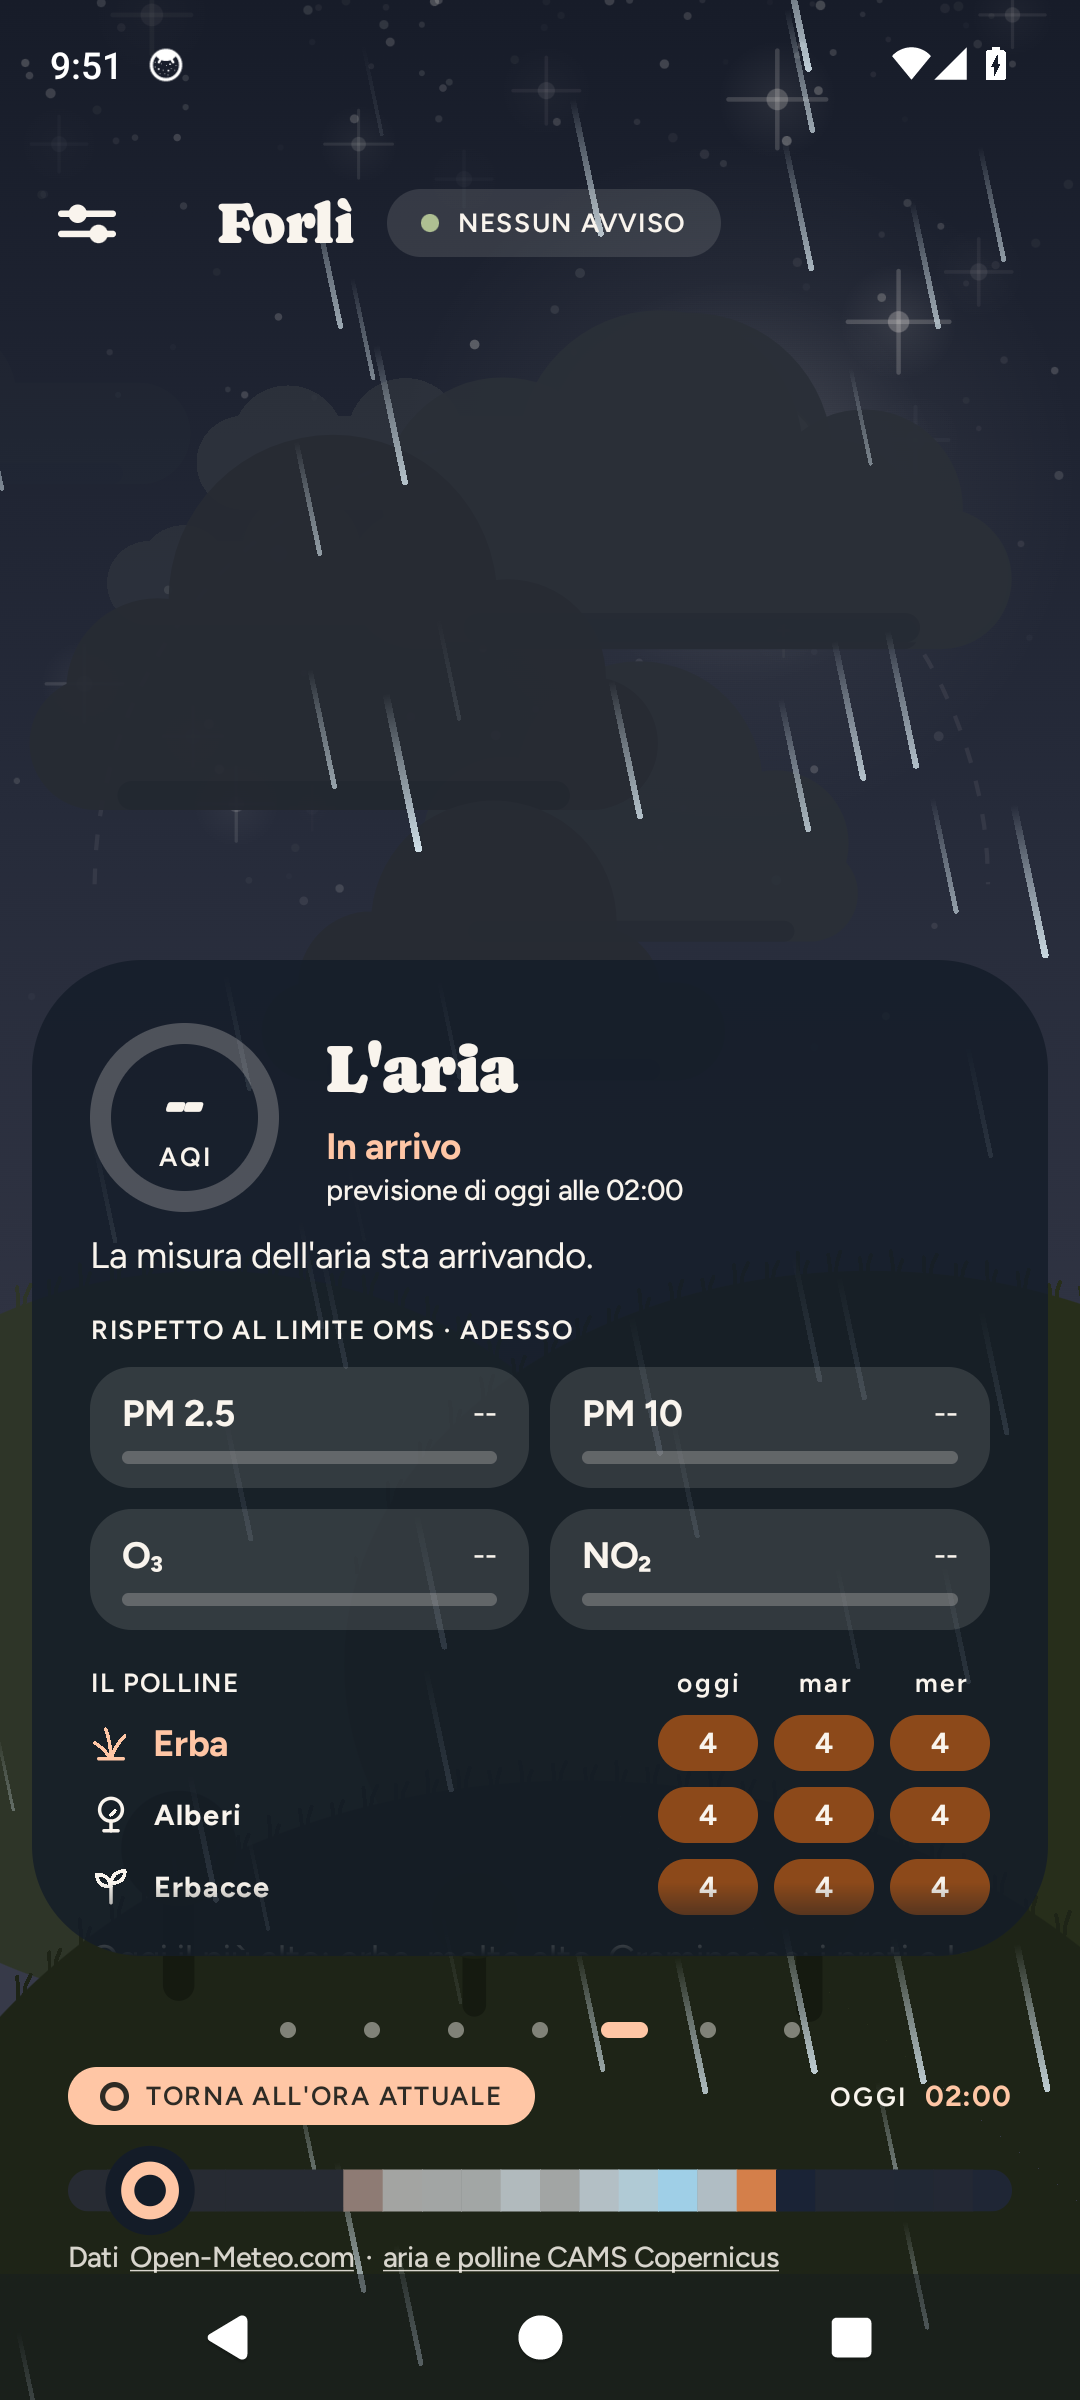 9:51
Forlì
NESSUN AVVISO
--
AQI
L'aria
In arrivo
previsione di oggi alle 02:00
La misura dell'aria sta arrivando.
RISPETTO AL LIMITE OMS · ADESSO
PM 2.5 --
PM 10 --
O₃ --
NO₂ --
IL POLLINE oggi mar mer
Erba 4 4 4
Alberi 4 4 4
Erbacce 4 4 4
TORNA ALL'ORA ATTUALE
OGGI 02:00
Dati Open-Meteo.com · aria e polline CAMS Copernicus